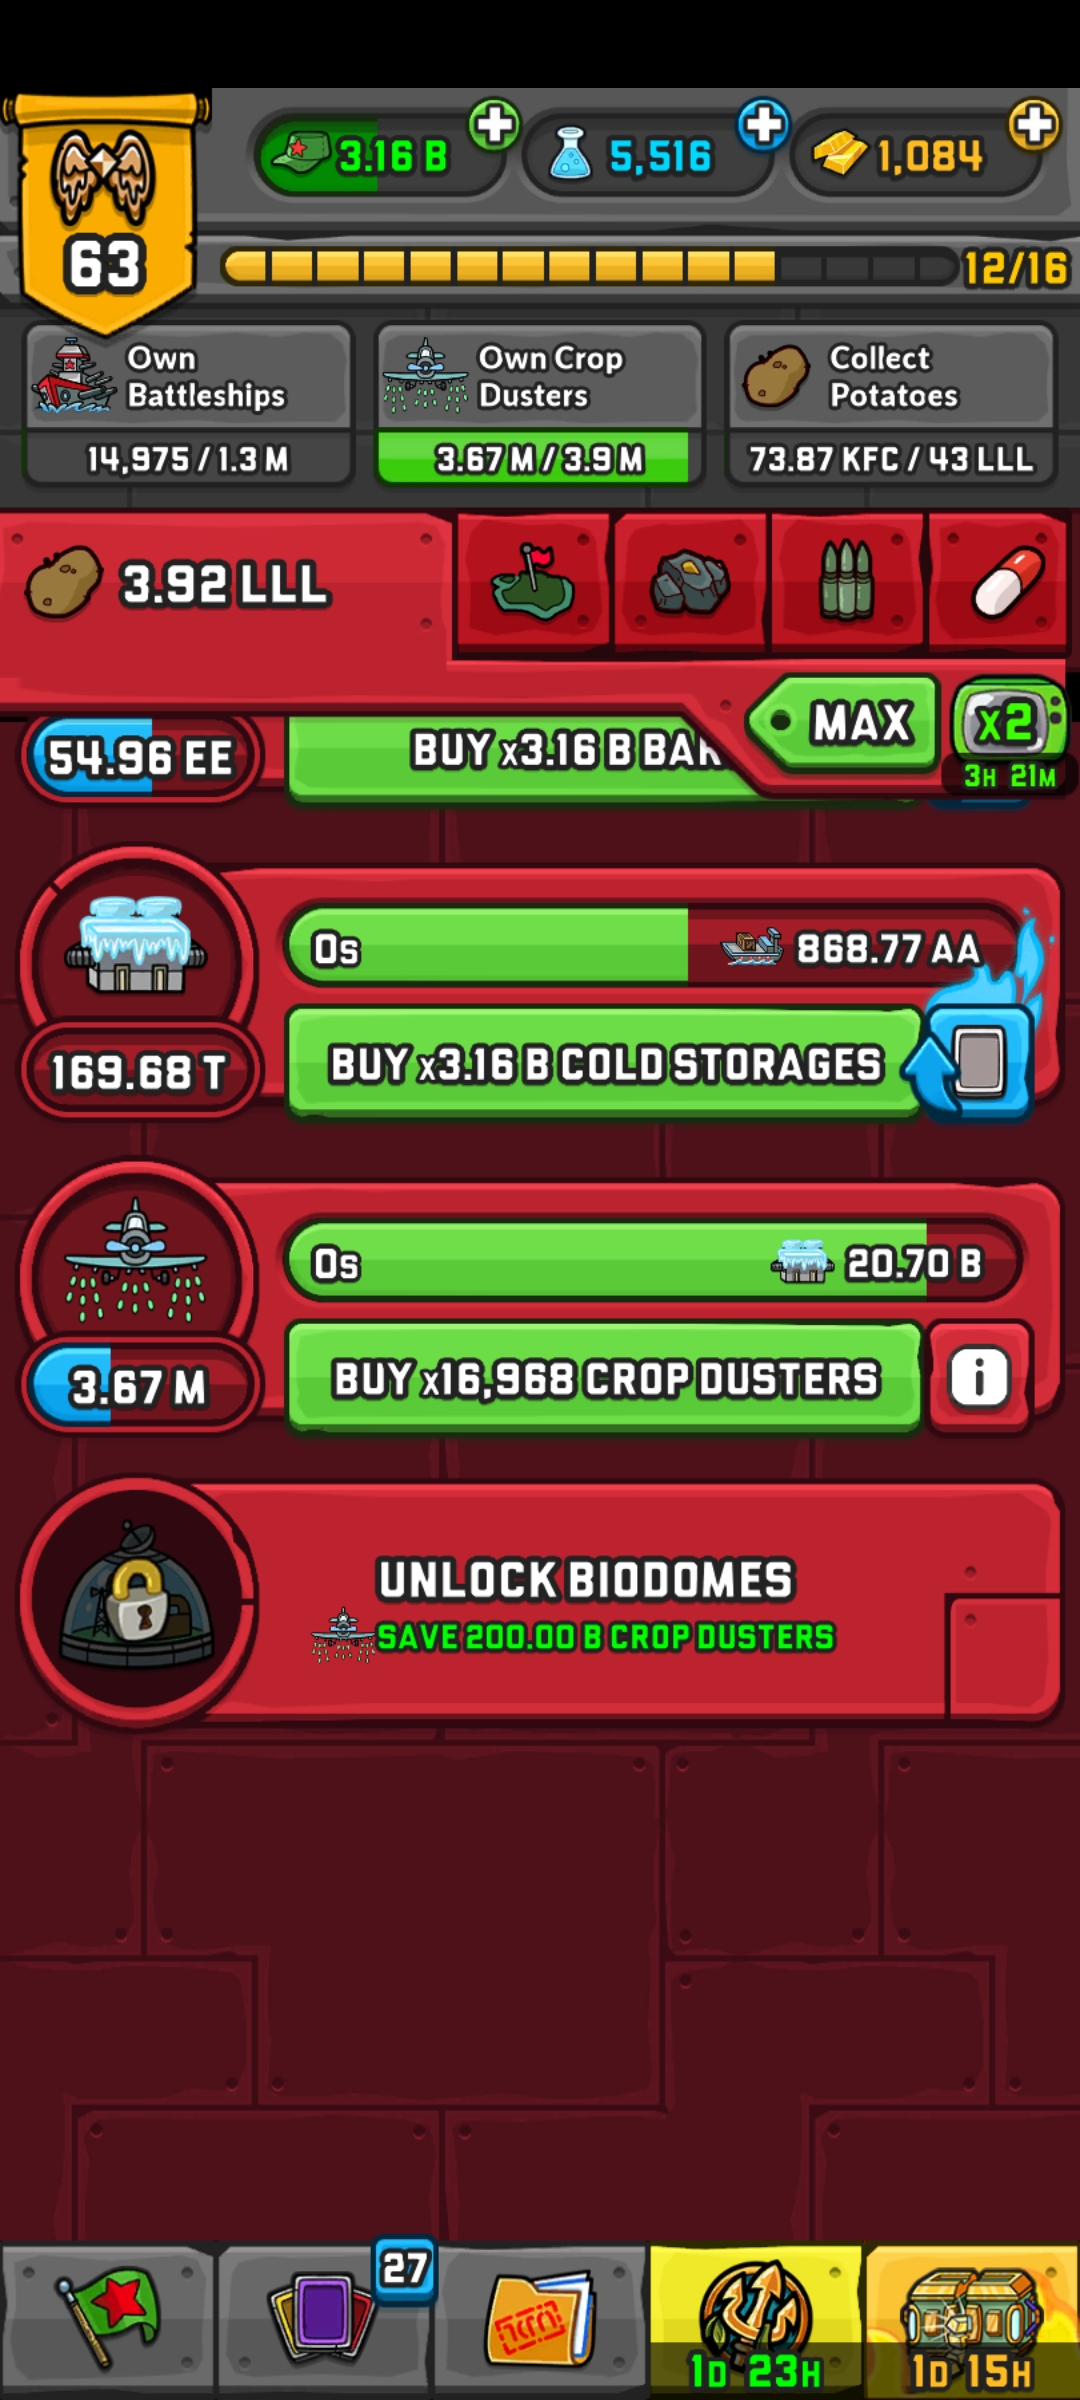 3.16 B
5,516
1,084
63
12/16
Own
Battleships
14,975 / 1.3 M
Own Crop
Dusters
3.67 M / 3.9 M
Collect
Potatoes
73.87 KFC / 43 LLL
3.92 LLL
MAX
x2
3H 21M
54.96 EE
BUY x3.16 B
0s
868.77 AA
169.68 T
BUY x3.16 B COLD STORAGES
0s
20.70 B
3.67 M
BUY x16,968 CROP DUSTERS
i
UNLOCK BIODOMES
SAVE 200.00 B CROP DUSTERS
27
1D 23H
1D 15H